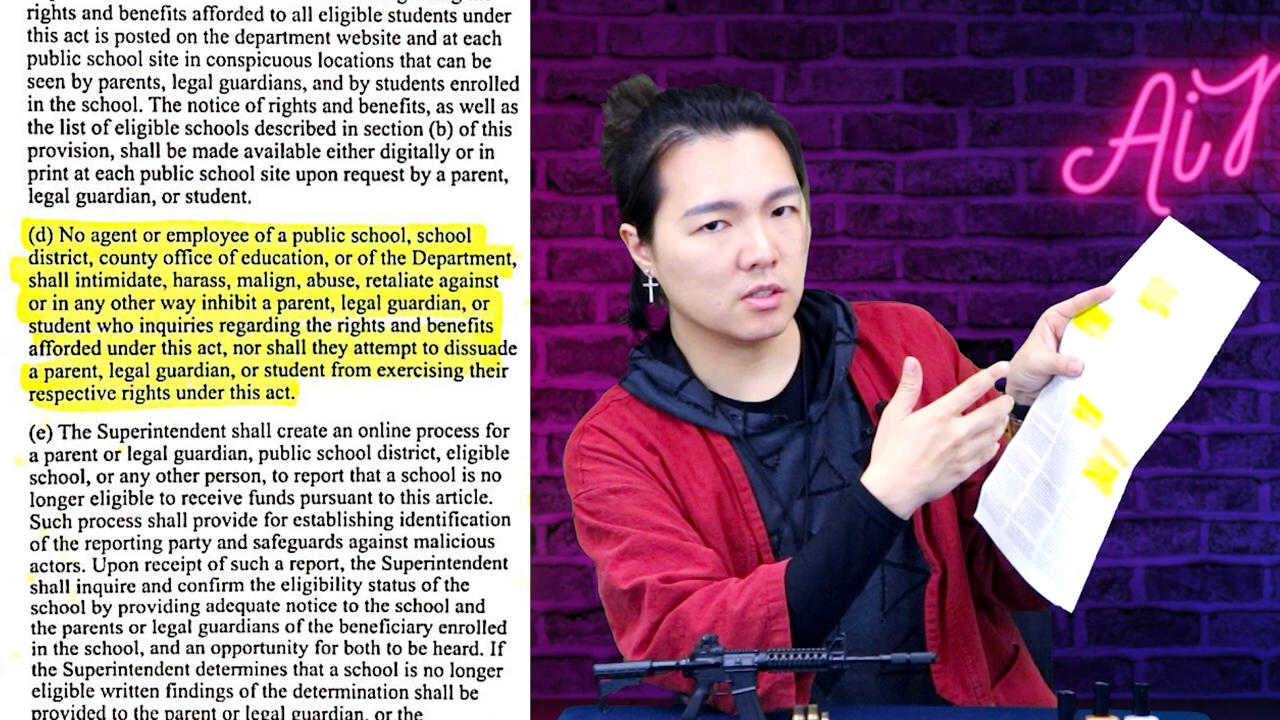 rights and benefits afforded to all eligible students under
this act is posted on the department website and at each
public school site in conspicuous locations that can be
seen by parents, legal guardians, and by students enrolled
in the school. The notice of rights and benefits, as well as
the list of eligible schools described in section (b) of this
provision, shall be made available either digitally or in
print at each public school site upon request by a parent,
legal guardian, or student.
(d) No agent or employee of a public school, school
district, county office of education, or of the Department,
shall intimidate, harass, malign, abuse, retaliate against
or in any other way inhibit a parent, legal guardian, or
student who inquiries regarding the rights and benefits
afforded under this act, nor shall they attempt to dissuade
a parent, legal guardian, or student from exercising their
respective rights under this act.
(e) The Superintendent shall create an online process for
a parent or legal guardian, public school district, eligible
school, or any other person, to report that a school is no
longer eligible to receive funds pursuant to this article.
Such process shall provide for establishing identification
of the reporting party and safeguards against malicious
actors. Upon receipt of such a report, the Superintendent
shall inquire and confirm the eligibility status of the
school by providing adequate notice to the school and
the parents or legal guardians of the beneficiary enrolled
in the school, and an opportunity for both to be heard. If
the Superintendent determines that a school is no longer
eligible written findings of the determination shall be
provided to the parent or legal guardian, or the
Ai